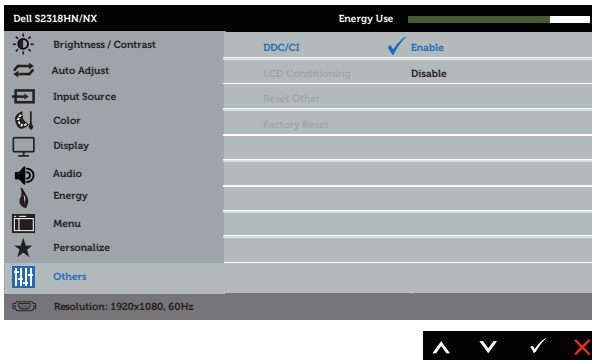 Dell S2318HN/NX Energy Use
Brightness / Contrast DDC/CI Enable
Auto Adjust LCD Conditioning Disable
Input Source Reset Other
Color Factory Reset
Display
Audio
Energy
Menu
Personalize
Others
Resolution: 1920x1080, 60Hz